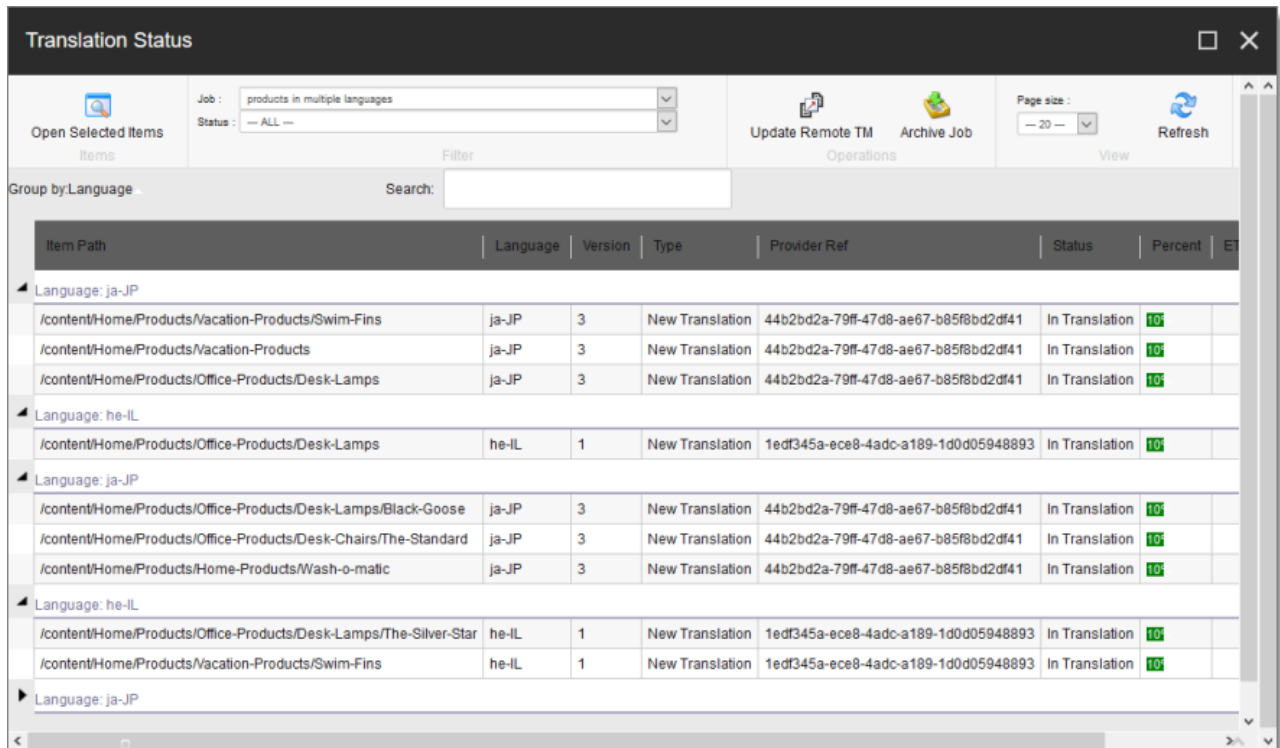 Translation Status
Open Selected Items
Items
Job : products in multiple languages
Status : --- ALL ---
Filter
Update Remote TM Archive Job
Operations
Page size :
--- 20 ---
Refresh
View
Group by:Language Search:
Item Path Language Version Type Provider Ref Status Percent
Language: ja-JP
/content/Home/Products/Vacation-Products/Swim-Fins ja-JP 3 New Translation 44b2bd2a-79ff-47d8-ae67-b85f8bd2df41 In Translation
/content/Home/Products/Vacation-Products ja-JP 3 New Translation 44b2bd2a-79ff-47d8-ae67-b85f8bd2df41 In Translation
/content/Home/Products/Office-Products/Desk-Lamps ja-JP 3 New Translation 44b2bd2a-79ff-47d8-ae67-b85f8bd2df41 In Translation
Language: he-IL
/content/Home/Products/Office-Products/Desk-Lamps he-IL 1 New Translation 1edf345a-ece8-4adc-a189-1d0d05948893 In Translation
Language: ja-JP
/content/Home/Products/Office-Products/Desk-Lamps/Black-Goose ja-JP 3 New Translation 44b2bd2a-79ff-47d8-ae67-b85f8bd2df41 In Translation
/content/Home/Products/Office-Products/Desk-Chairs/The-Standard ja-JP 3 New Translation 44b2bd2a-79ff-47d8-ae67-b85f8bd2df41 In Translation
/content/Home/Products/Home-Products/Wash-o-matic ja-JP 3 New Translation 44b2bd2a-79ff-47d8-ae67-b85f8bd2df41 In Translation
Language: he-IL
/content/Home/Products/Office-Products/Desk-Lamps/The-Silver-Star he-IL 1 New Translation 1edf345a-ece8-4adc-a189-1d0d05948893 In Translation
/content/Home/Products/Vacation-Products/Swim-Fins he-IL 1 New Translation 1edf345a-ece8-4adc-a189-1d0d05948893 In Translation
Language: ja-JP